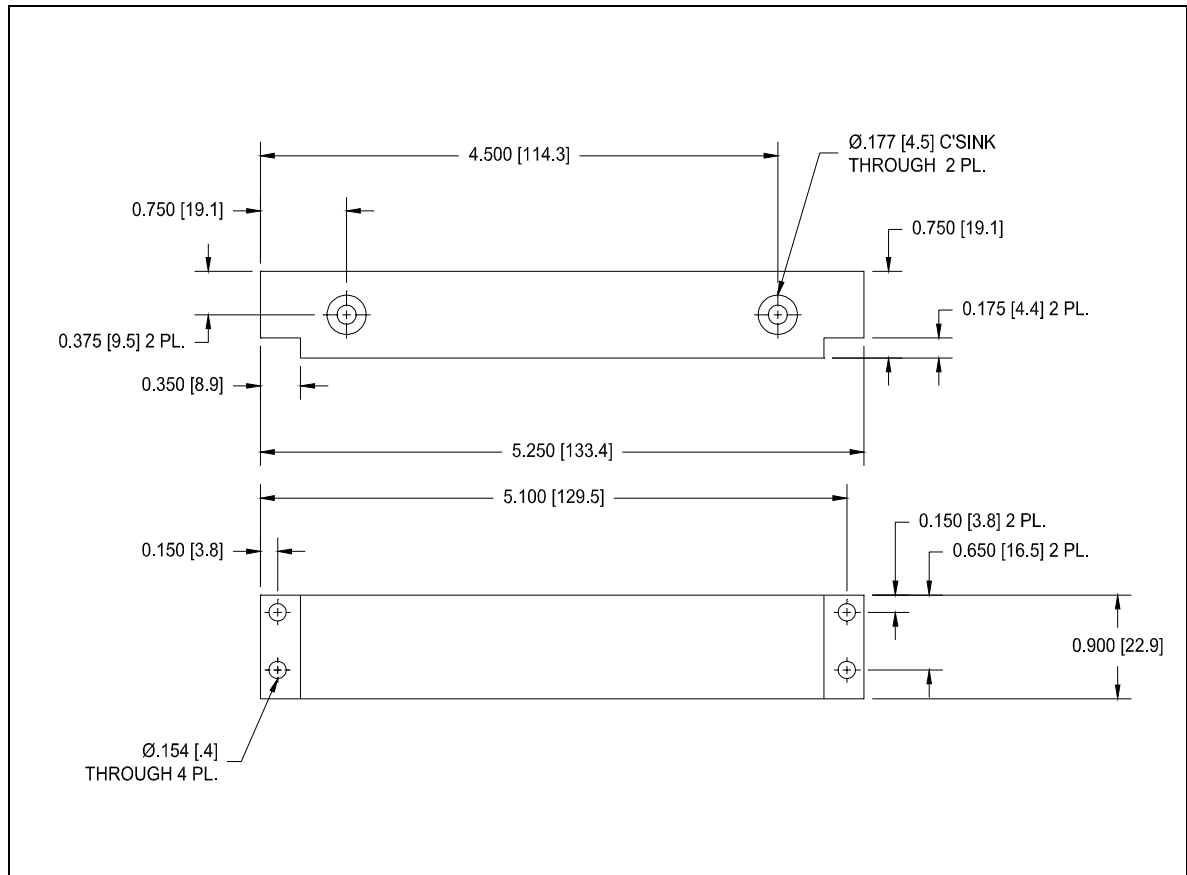 4.500 [114.3]
Ø.177 [4.5] C'SINK
THROUGH 2 PL.
0.750 [19.1]
0.750 [19.1]
0.175 [4.4] 2 PL.
0.375 [9.5] 2 PL.
0.350 [8.9]
5.250 [133.4]
5.100 [129.5]
0.150 [3.8] 2 PL.
0.150 [3.8]
0.650 [16.5] 2 PL.
0.900 [22.9]
Ø.154 [.4]
THROUGH 4 PL.